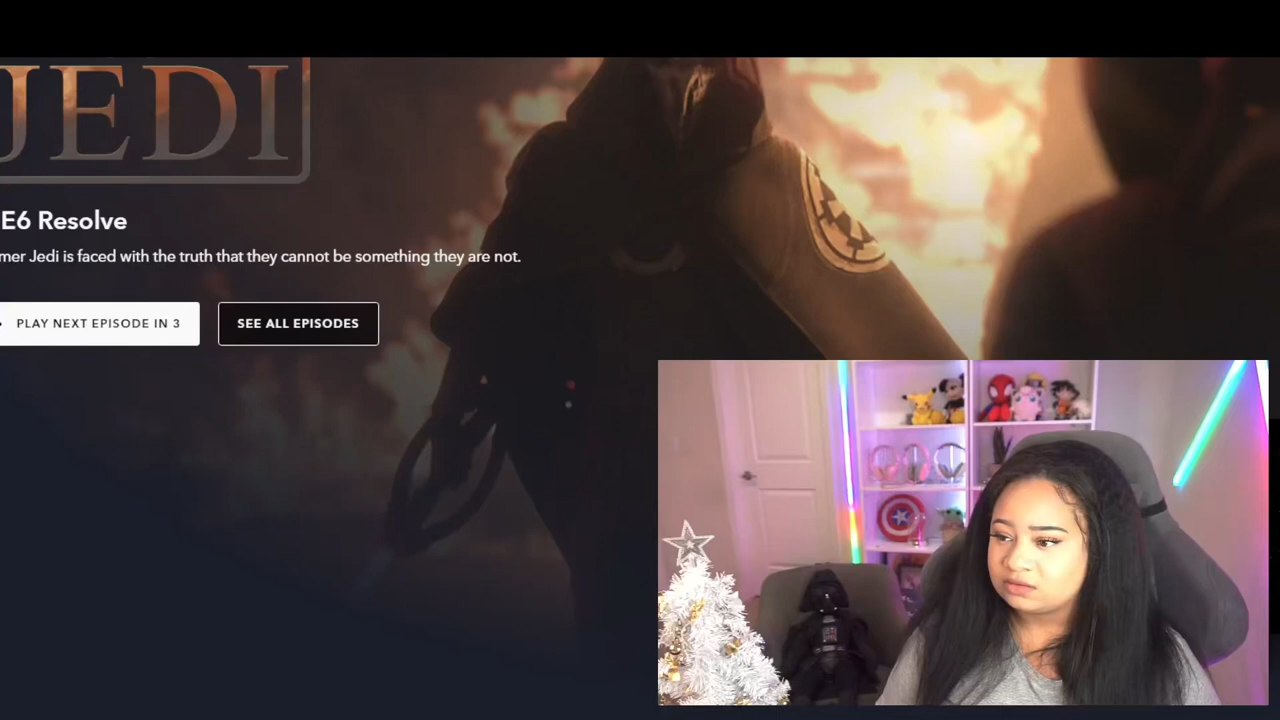 JEDI
E6 Resolve
mer Jedi is faced with the truth that they cannot be something they are not.
PLAY NEXT EPISODE IN 3
SEE ALL EPISODES